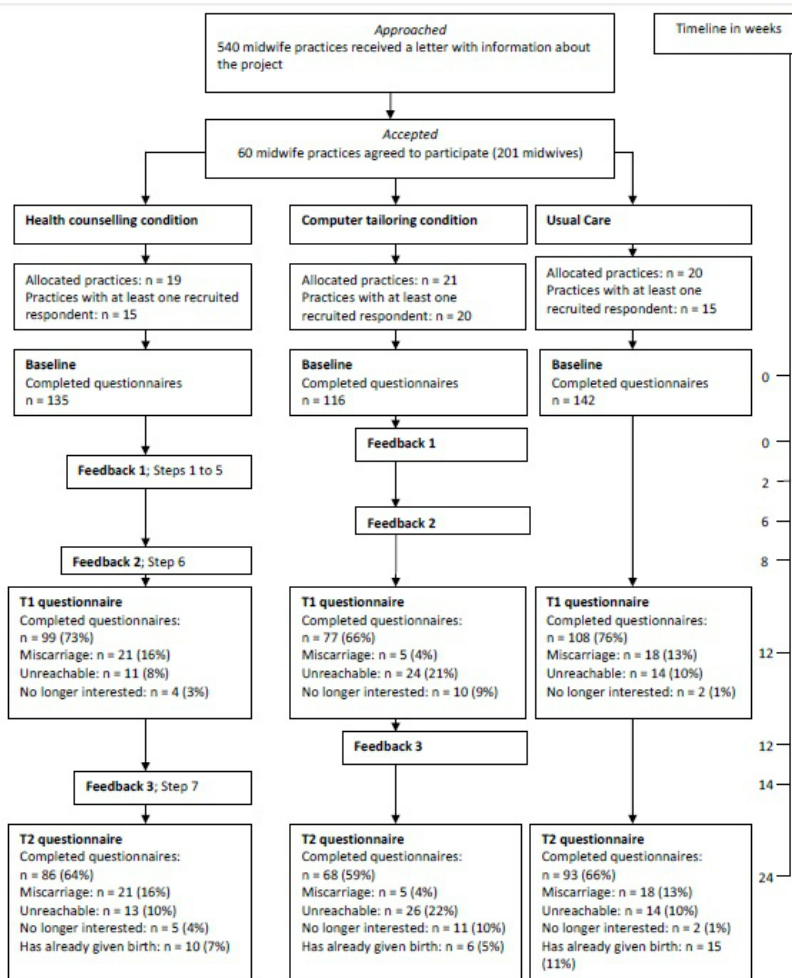 Approached
540 midwife practices received a letter with information about
the project
Timeline in weeks
Accepted
60 midwife practices agreed to participate (201 midwives)
Health counselling condition
Computer tailoring condition
Usual Care
Allocated practices: n = 19
Practices with at least one recruited
respondent: n = 15
Allocated practices: n = 21
Practices with at least one
recruited respondent: n = 20
Allocated practices: n = 20
Practices with at least one
recruited respondent: n = 15
Baseline
Completed questionnaires
n = 135
Baseline
Completed questionnaires
n = 116
Baseline
Completed questionnaires
n = 142
0
Feedback 1
0
Feedback 1; Steps 1 to 5
2
Feedback 2
6
Feedback 2; Step 6
8
T1 questionnaire
Completed questionnaires:
n = 99 (73%)
Miscarriage: n = 21 (16%)
Unreachable: n = 11 (8%)
No longer interested: n = 4 (3%)
T1 questionnaire
Completed questionnaires:
n = 77 (66%)
Miscarriage: n = 5 (4%)
Unreachable: n = 24 (21%)
No longer interested: n = 10 (9%)
T1 questionnaire
Completed questionnaires:
n = 108 (76%)
Miscarriage: n = 18 (13%)
Unreachable: n = 14 (10%)
No longer interested: n = 2 (1%)
12
Feedback 3
12
Feedback 3; Step 7
14
T2 questionnaire
Completed questionnaires:
n = 86 (64%)
Miscarriage: n = 21 (16%)
Unreachable: n = 13 (10%)
No longer interested: n = 5 (4%)
Has already given birth: n = 10 (7%)
T2 questionnaire
Completed questionnaires:
n = 68 (59%)
Miscarriage: n = 5 (4%)
Unreachable: n = 26 (22%)
No longer interested: n = 11 (10%)
Has already given birth: n = 6 (5%)
T2 questionnaire
Completed questionnaires:
n = 93 (66%)
Miscarriage: n = 18 (13%)
Unreachable: n = 14 (10%)
No longer interested: n = 2 (1%)
Has already given birth: n = 15
(11%)
24